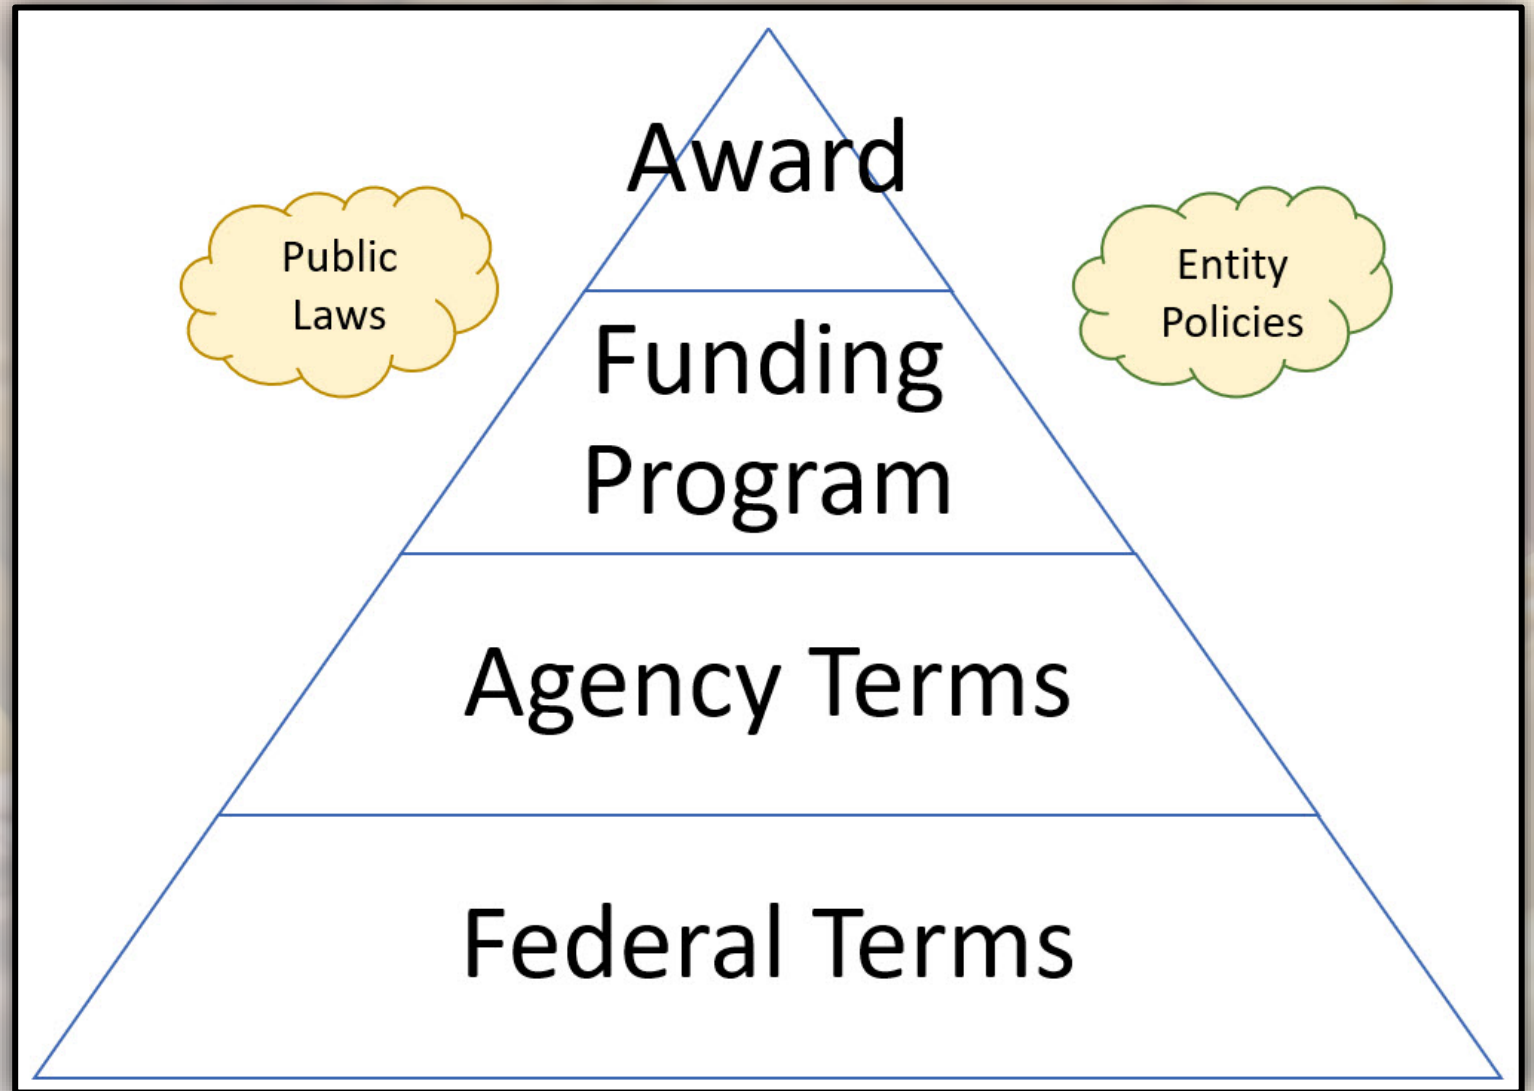 Award
Public
Laws
Entity
Policies
Funding
Program
Agency Terms
Federal Terms